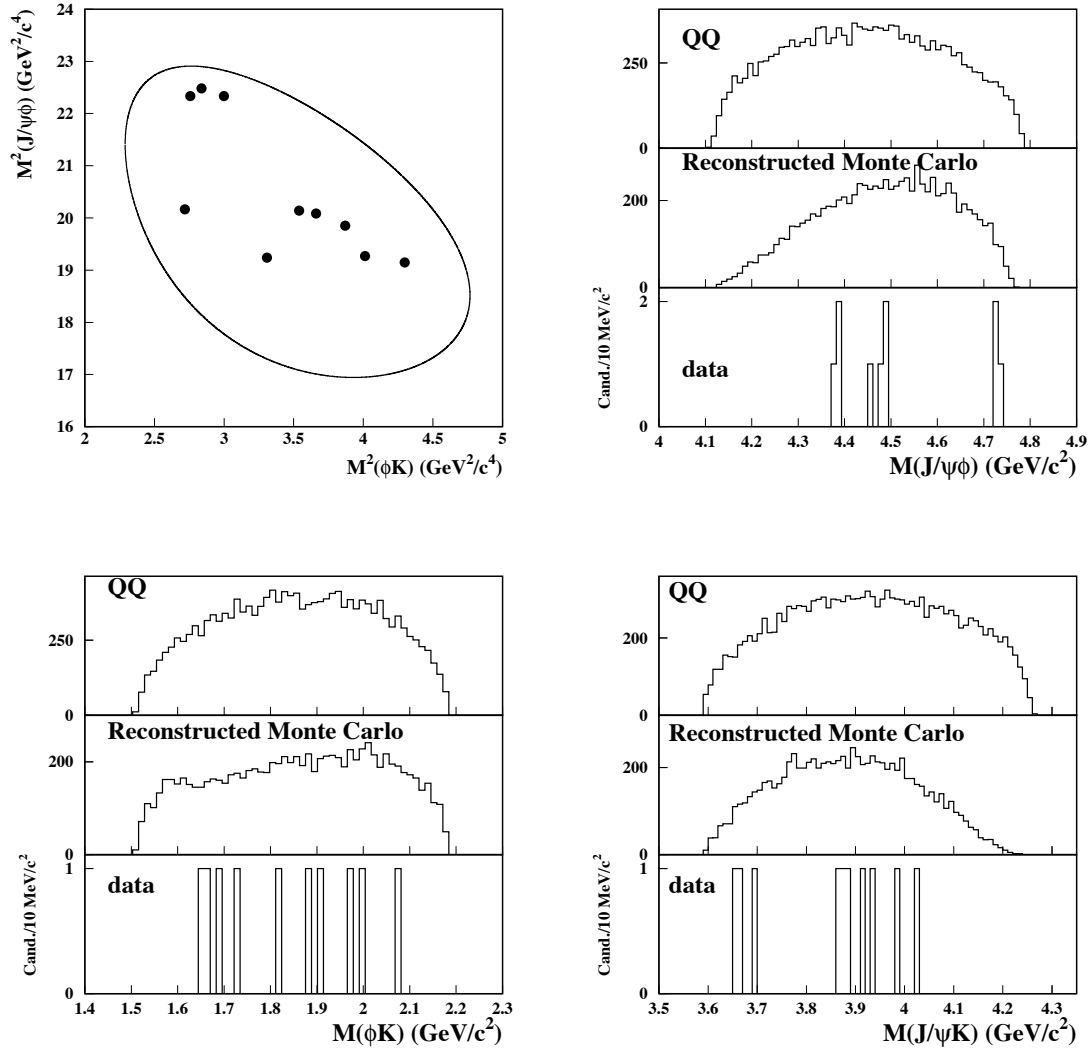 M²(J/ψϕ) (GeV²/c⁴)
24
23
22
21
20
19
18
17
16
2 2.5 3 3.5 4 4.5 5
M²(ϕK) (GeV²/c⁴)
QQ
250
0
Reconstructed Monte Carlo
200
0
Cand./10 MeV/c²
2
data
0
4 4.1 4.2 4.3 4.4 4.5 4.6 4.7 4.8 4.9
M(J/ψϕ) (GeV/c²)
QQ
250
0
Reconstructed Monte Carlo
200
0
Cand./10 MeV/c²
1
data
0
1.4 1.5 1.6 1.7 1.8 1.9 2 2.1 2.2 2.3
M(ϕK) (GeV/c²)
QQ
200
0
Reconstructed Monte Carlo
200
0
Cand./10 MeV/c²
1
data
0
3.5 3.6 3.7 3.8 3.9 4 4.1 4.2 4.3
M(J/ψK) (GeV/c²)